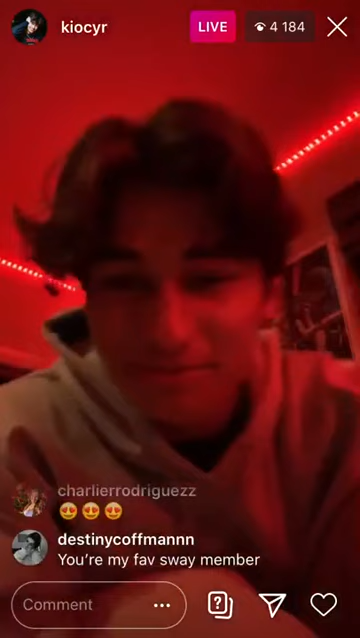 kiocyr
LIVE
4 184
charlierrodriguezz
😍😍😍
destinycoffmannn
You're my fav sway member
Comment